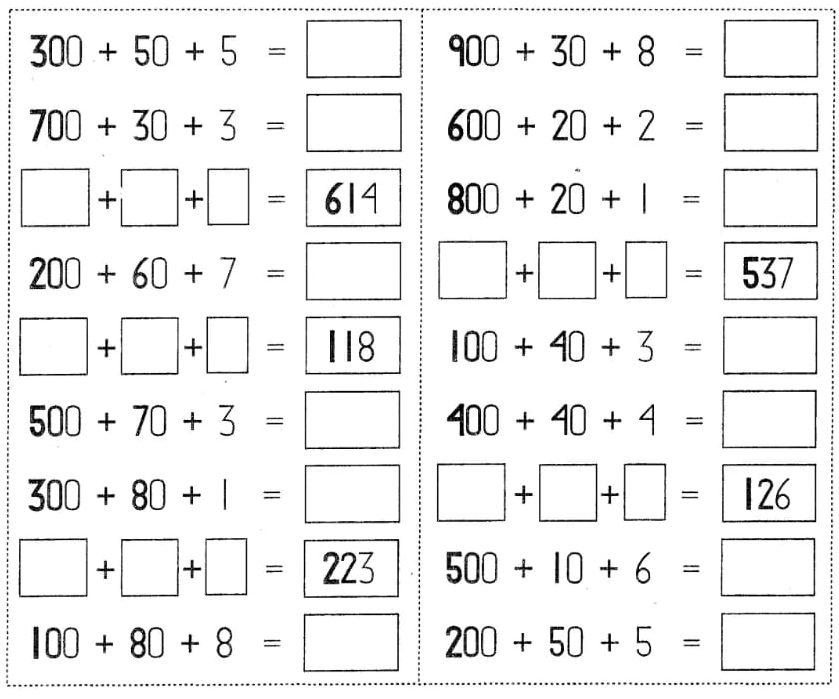 300 + 50 + 5 =
700 + 30 + 3 =
+ + = 614
200 + 60 + 7 =
+ + = 118
500 + 70 + 3 =
300 + 80 + 1 =
+ + = 223
100 + 80 + 8 =
900 + 30 + 8 =
600 + 20 + 2 =
800 + 20 + 1 =
+ + = 537
100 + 40 + 3 =
400 + 40 + 4 =
+ + = 126
500 + 10 + 6 =
200 + 50 + 5 =